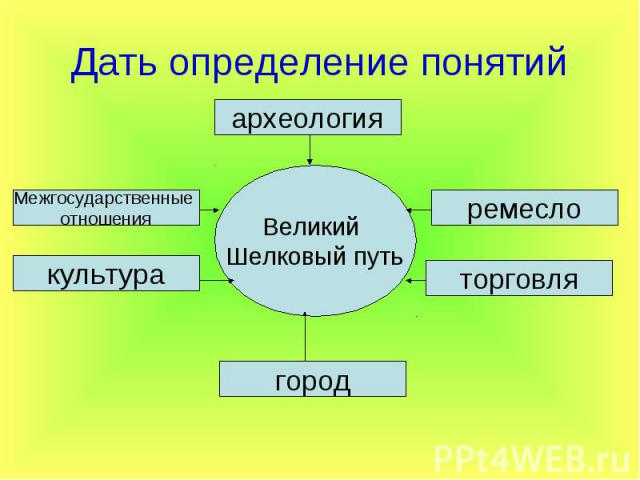 Дать определение понятий
археология
Межгосударственные
отношения
ремесло
Великий
Шелковый путь
культура
торговля
город
PPt4WEB.ru